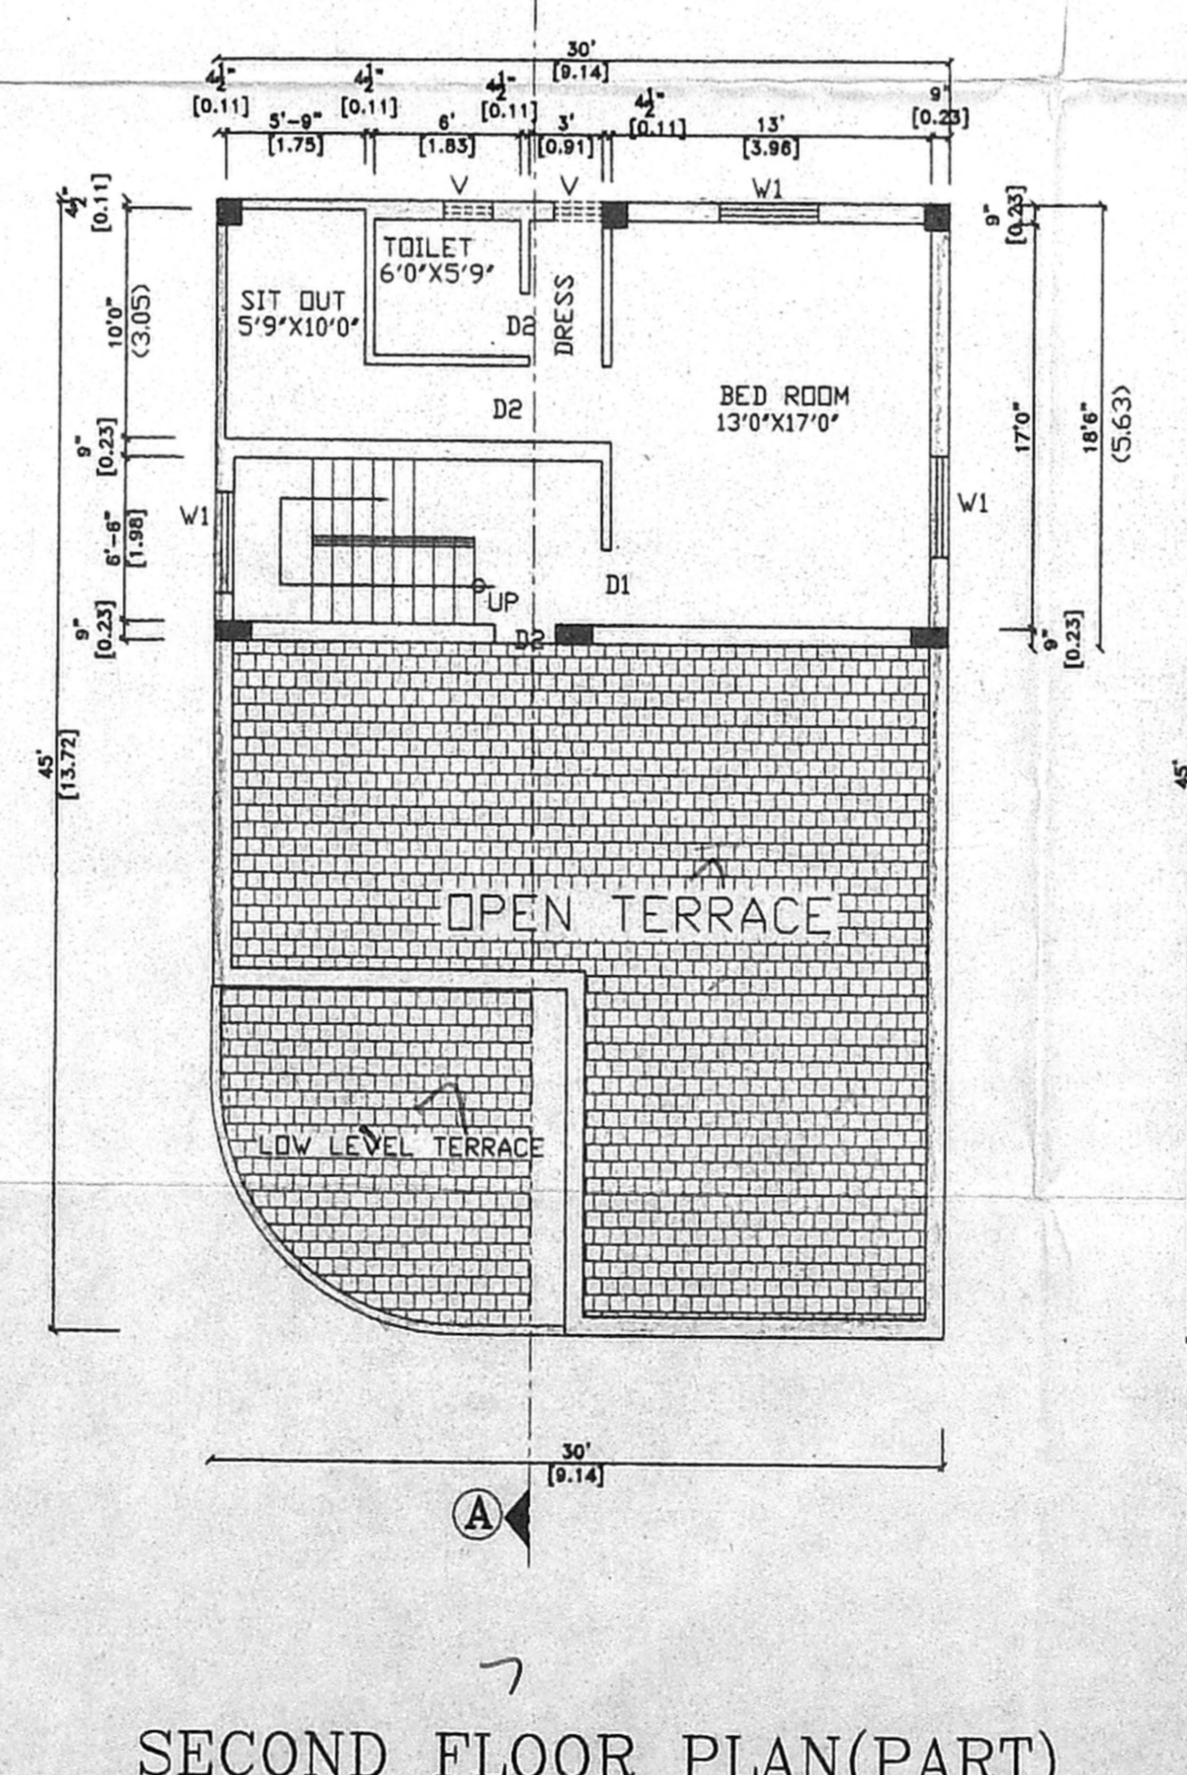 30'
[9.14]
4½"
[0.11]
4½"
[0.11]
4½"
[0.11]
4½"
[0.11]
9"
[0.23]
5'-9"
[1.75]
6'
[1.83]
3'
[0.91]
13'
[3.96]
V
V
W1
4½"
[0.11]
9"
[0.23]
TOILET
6'0"X5'9"
SIT OUT
5'9"X10'0"
DRESS
D2
10'0"
(3.05)
BED ROOM
13'0"X17'0"
D2
17'0"
18'6"
(5.63)
9"
[0.23]
W1
W1
6'-6"
[1.98]
UP
D1
D2
9"
[0.23]
9"
[0.23]
45'
[13.72]
45'
OPEN TERRACE
LOW LEVEL TERRACE
30'
[9.14]
A
SECOND FLOOR PLAN(PART)